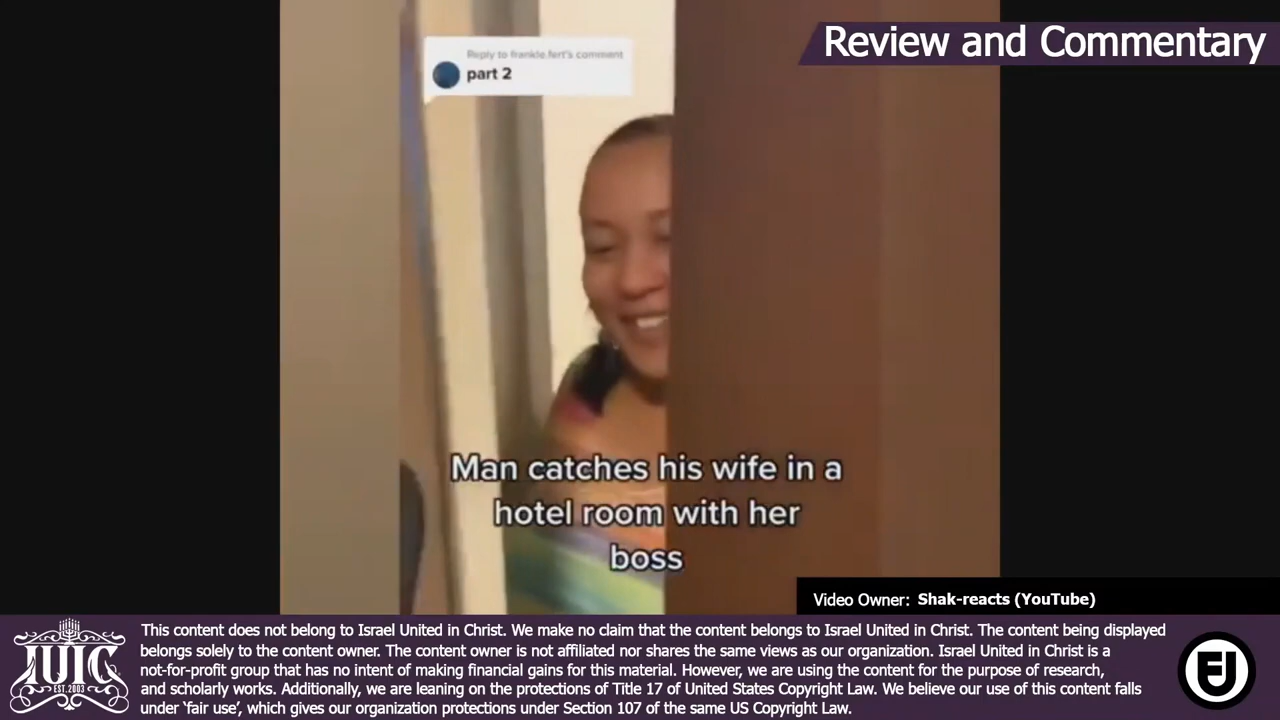 Review and Commentary
Reply to frankle.fert's comment
part 2
Man catches his wife in a
hotel room with her
boss
Video Owner: Shak-reacts (YouTube)
This content does not belong to Israel United in Christ. We make no claim that the content belongs to Israel United in Christ. The content being displayed
belongs solely to the content owner. The content owner is not affiliated nor shares the same views as our organization. Israel United in Christ is a
not-for-profit group that has no intent of making financial gains for this material. However, we are using the content for the purpose of research,
and scholarly works. Additionally, we are leaning on the protections of Title 17 of United States Copyright Law. We believe our use of this content falls
under ‘fair use’, which gives our organization protections under Section 107 of the same US Copyright Law.
IUIC
EST. 2003